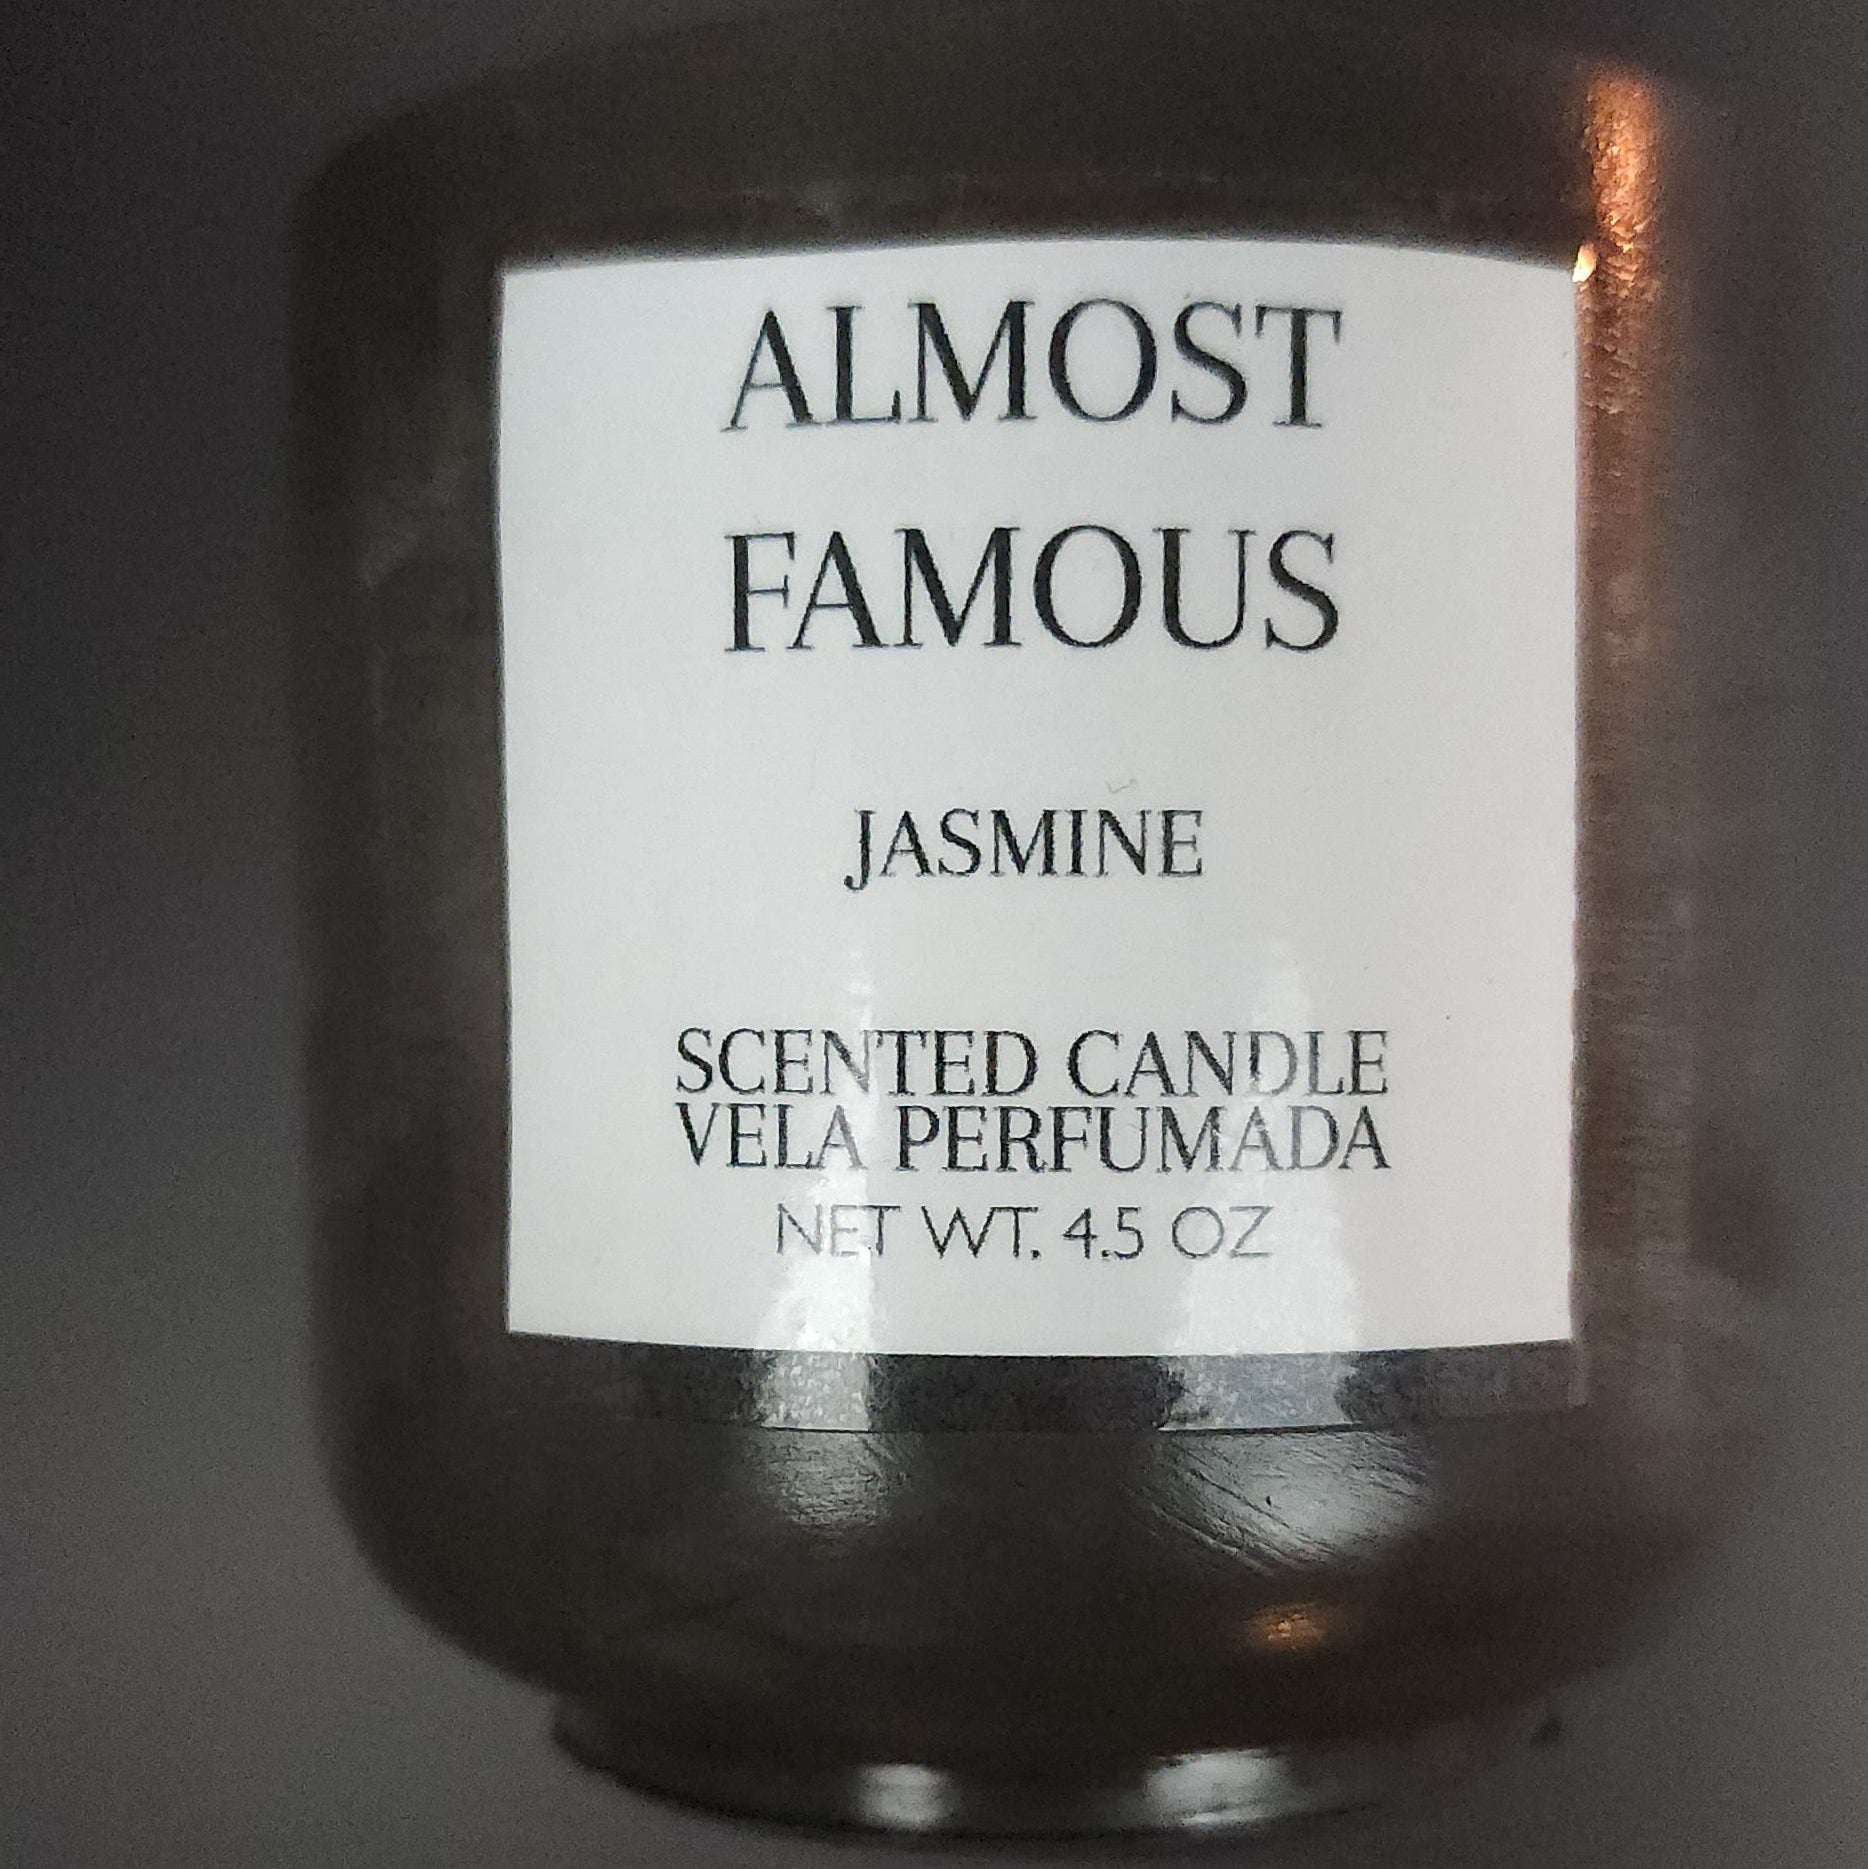 ALMOST
FAMOUS
JASMINE
SCENTED CANDLE
VELA PERFUMADA
NET WT. 4.5 OZ